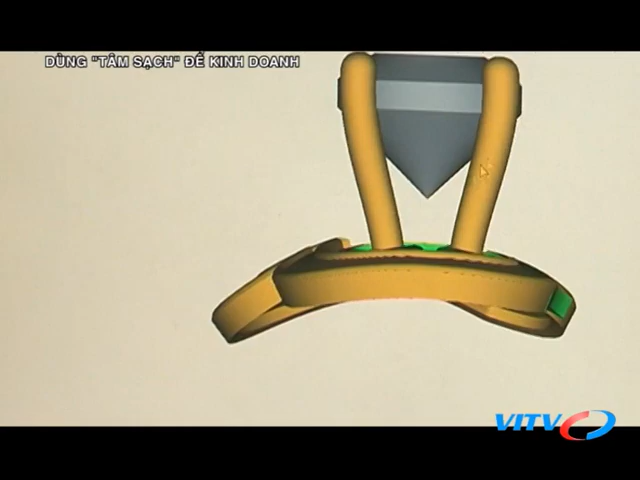 DÙNG "TÂM SẠCH" ĐỂ KINH DOANH
VITV